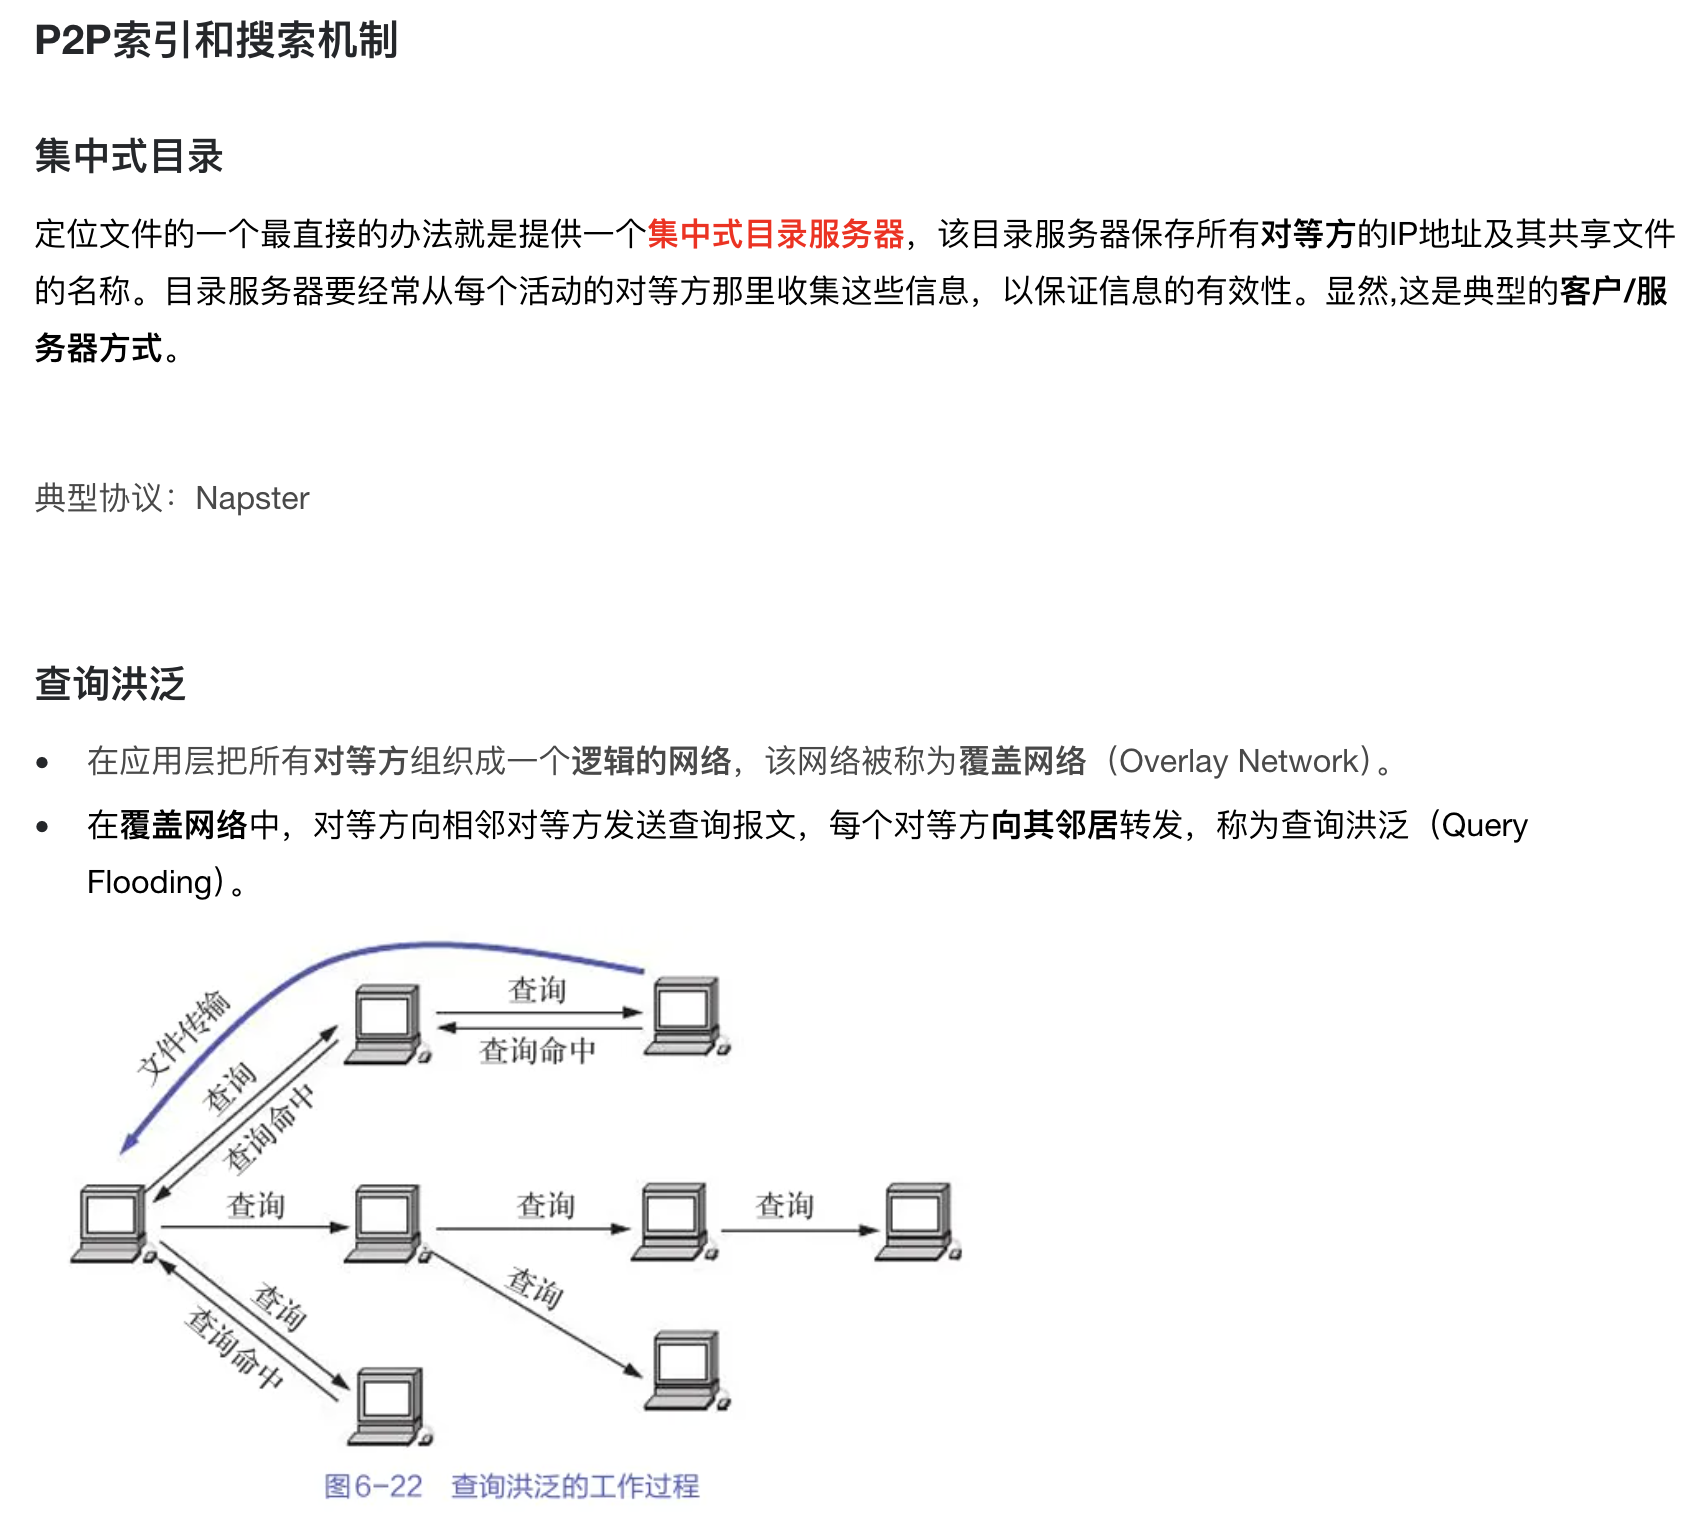 P2P索引和搜索机制
集中式目录
定位文件的一个最直接的办法就是提供一个集中式目录服务器，该目录服务器保存所有对等方的IP地址及其共享文件
的名称。目录服务器要经常从每个活动的对等方那里收集这些信息，以保证信息的有效性。显然,这是典型的客户/服
务器方式。
典型协议：Napster
查询洪泛
• 在应用层把所有对等方组织成一个逻辑的网络，该网络被称为覆盖网络（Overlay Network）。
• 在覆盖网络中，对等方向相邻对等方发送查询报文，每个对等方向其邻居转发，称为查询洪泛（Query
Flooding）。
文件传输
查询
查询命中
查询
查询命中
查询
查询
查询
查询
查询
查询命中
图6-22 查询洪泛的工作过程